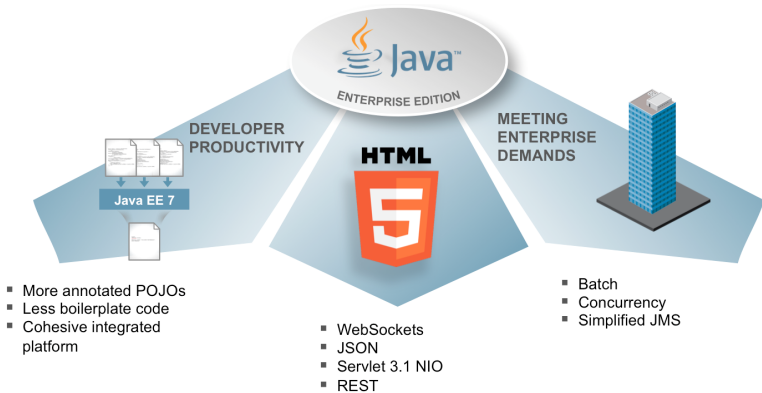 Java™
ENTERPRISE EDITION
DEVELOPER
PRODUCTIVITY
Java EE 7
▪ More annotated POJOs
▪ Less boilerplate code
▪ Cohesive integrated
platform
HTML
5
▪ WebSockets
▪ JSON
▪ Servlet 3.1 NIO
▪ REST
MEETING
ENTERPRISE
DEMANDS
▪ Batch
▪ Concurrency
▪ Simplified JMS